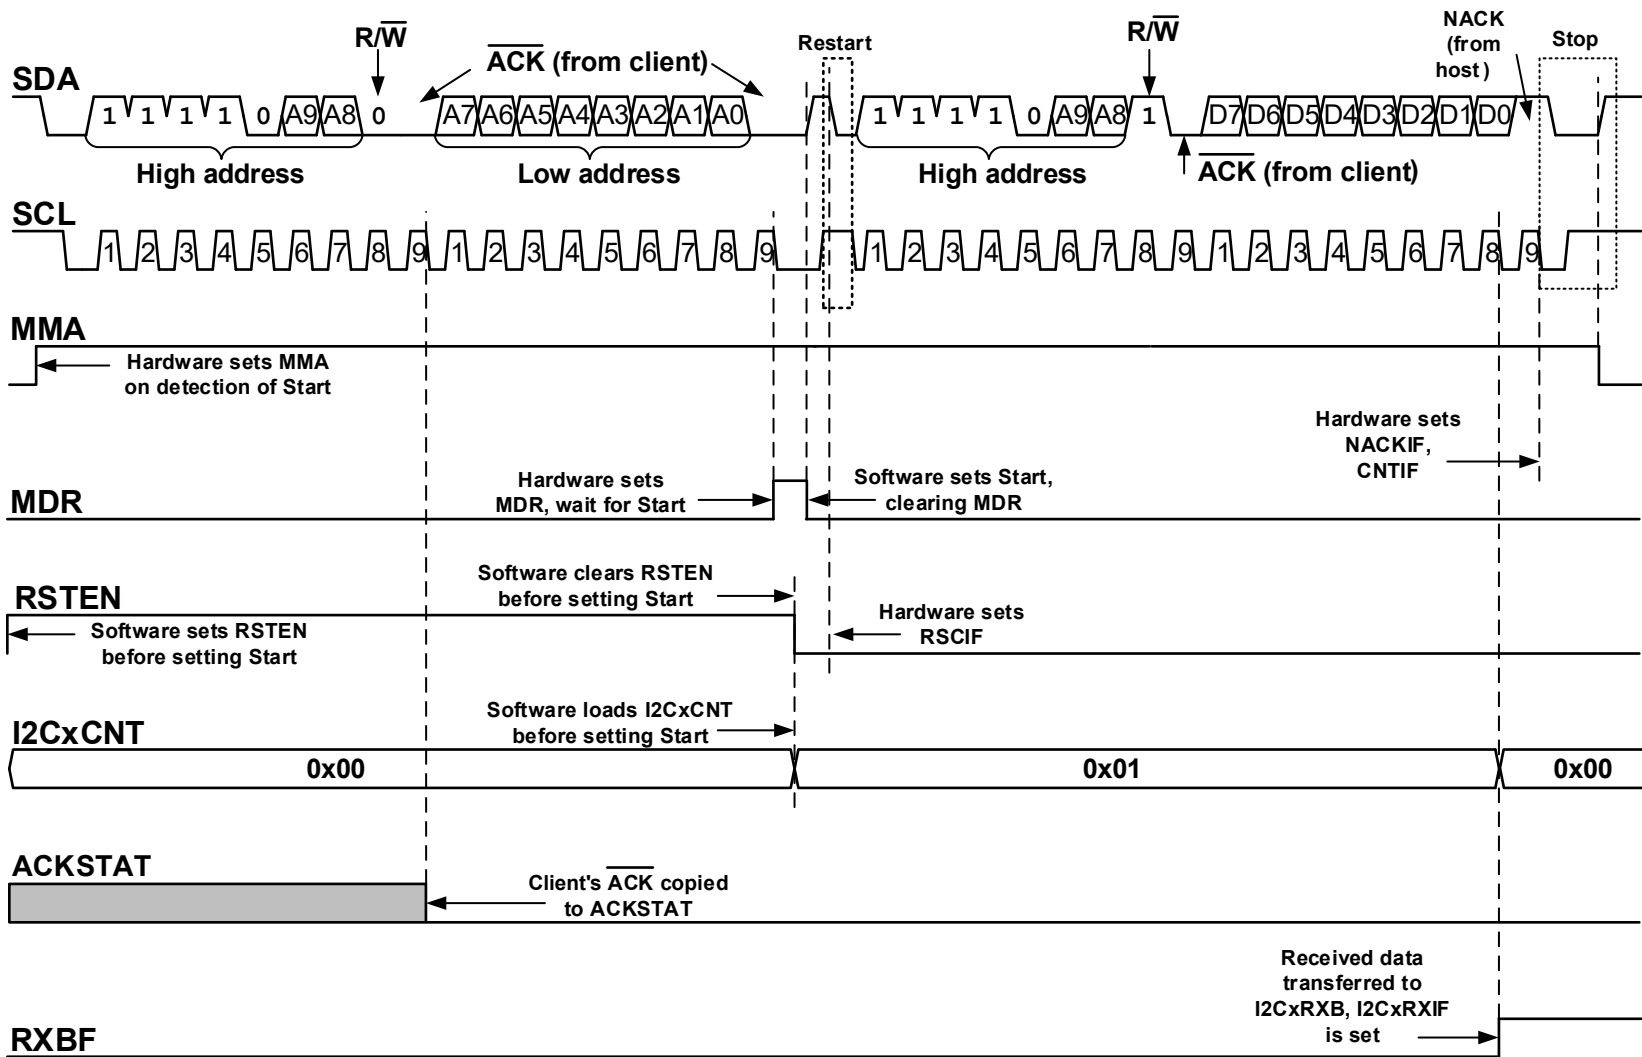 R/W
Restart
R/W
NACK
(from
host )
Stop
ACK (from client)
SDA
1 1 1 1 0 A9 A8 0 A7 A6 A5 A4 A3 A2 A1 A0 1 1 1 1 0 A9 A8 1 D7 D6 D5 D4 D3 D2 D1 D0
High address
Low address
High address
ACK (from client)
SCL
1 2 3 4 5 6 7 8 9 1 2 3 4 5 6 7 8 9 1 2 3 4 5 6 7 8 9 1 2 3 4 5 6 7 8 9
MMA
Hardware sets MMA
on detection of Start
Hardware sets
NACKIF,
CNTIF
MDR
Hardware sets
MDR, wait for Start
Software sets Start,
clearing MDR
RSTEN
Software sets RSTEN
before setting Start
Software clears RSTEN
before setting Start
Hardware sets
RSCIF
I2CxCNT
Software loads I2CxCNT
before setting Start
0x00
0x01
0x00
ACKSTAT
Client's ACK copied
to ACKSTAT
Received data
transferred to
I2CxRXB, I2CxRXIF
is set
RXBF